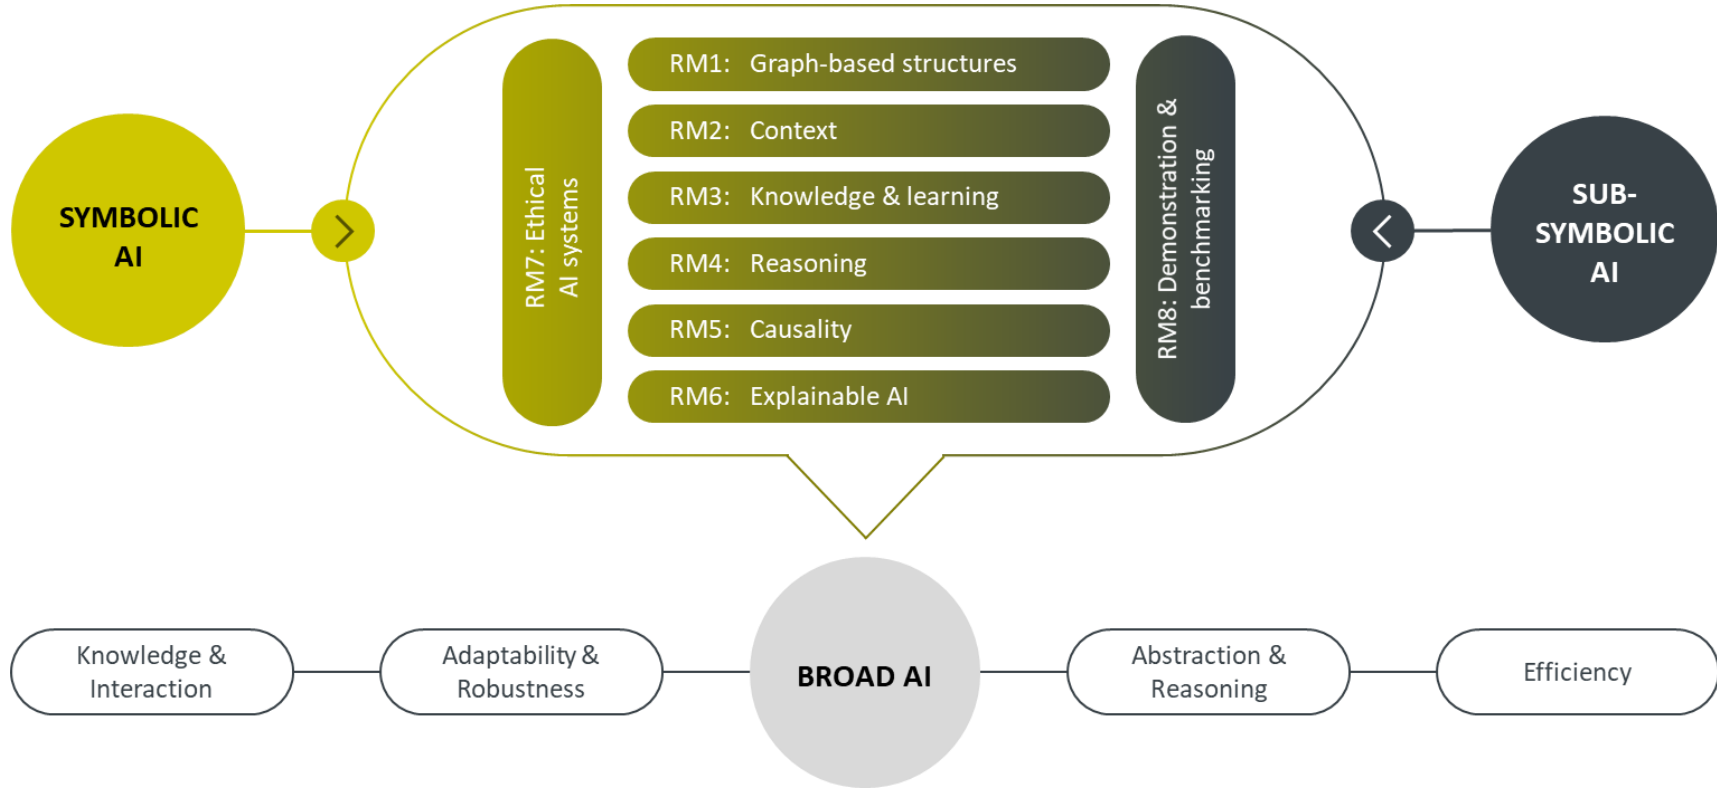 SYMBOLIC
AI
RM7: Ethical
AI systems
RM1: Graph-based structures
RM2: Context
RM3: Knowledge & learning
RM4: Reasoning
RM5: Causality
RM6: Explainable AI
RM8: Demonstration &
benchmarking
SUB-
SYMBOLIC
AI
Knowledge &
Interaction
Adaptability &
Robustness
BROAD AI
Abstraction &
Reasoning
Efficiency